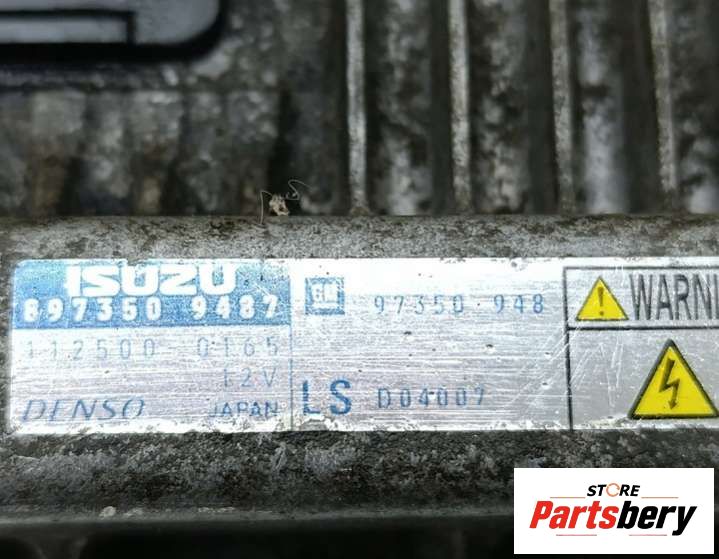 ISUZU
897350 9487
112500-0165
12V
DENSO JAPAN
GM
97350-948
LS D04007
WARNI
STORE
Partsbery